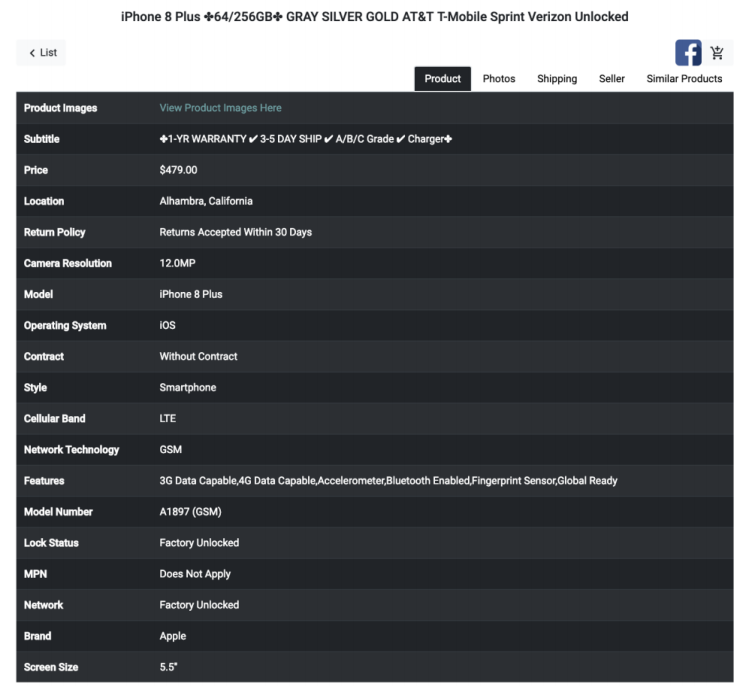 iPhone 8 Plus ✤64/256GB✤ GRAY SILVER GOLD AT&T T-Mobile Sprint Verizon Unlocked
< List
f
Product Photos Shipping Seller Similar Products
Product Images View Product Images Here
Subtitle ✤1-YR WARRANTY ✔ 3-5 DAY SHIP ✔ A/B/C Grade ✔ Charger✤
Price $479.00
Location Alhambra, California
Return Policy Returns Accepted Within 30 Days
Camera Resolution 12.0MP
Model iPhone 8 Plus
Operating System iOS
Contract Without Contract
Style Smartphone
Cellular Band LTE
Network Technology GSM
Features 3G Data Capable,4G Data Capable,Accelerometer,Bluetooth Enabled,Fingerprint Sensor,Global Ready
Model Number A1897 (GSM)
Lock Status Factory Unlocked
MPN Does Not Apply
Network Factory Unlocked
Brand Apple
Screen Size 5.5"